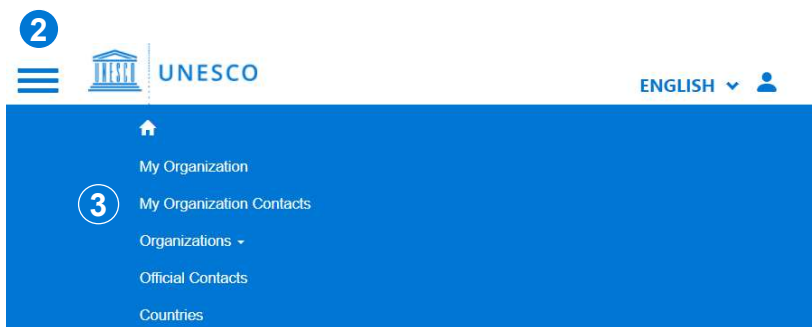 2
UNESCO
ENGLISH
My Organization
3 My Organization Contacts
Organizations
Official Contacts
Countries